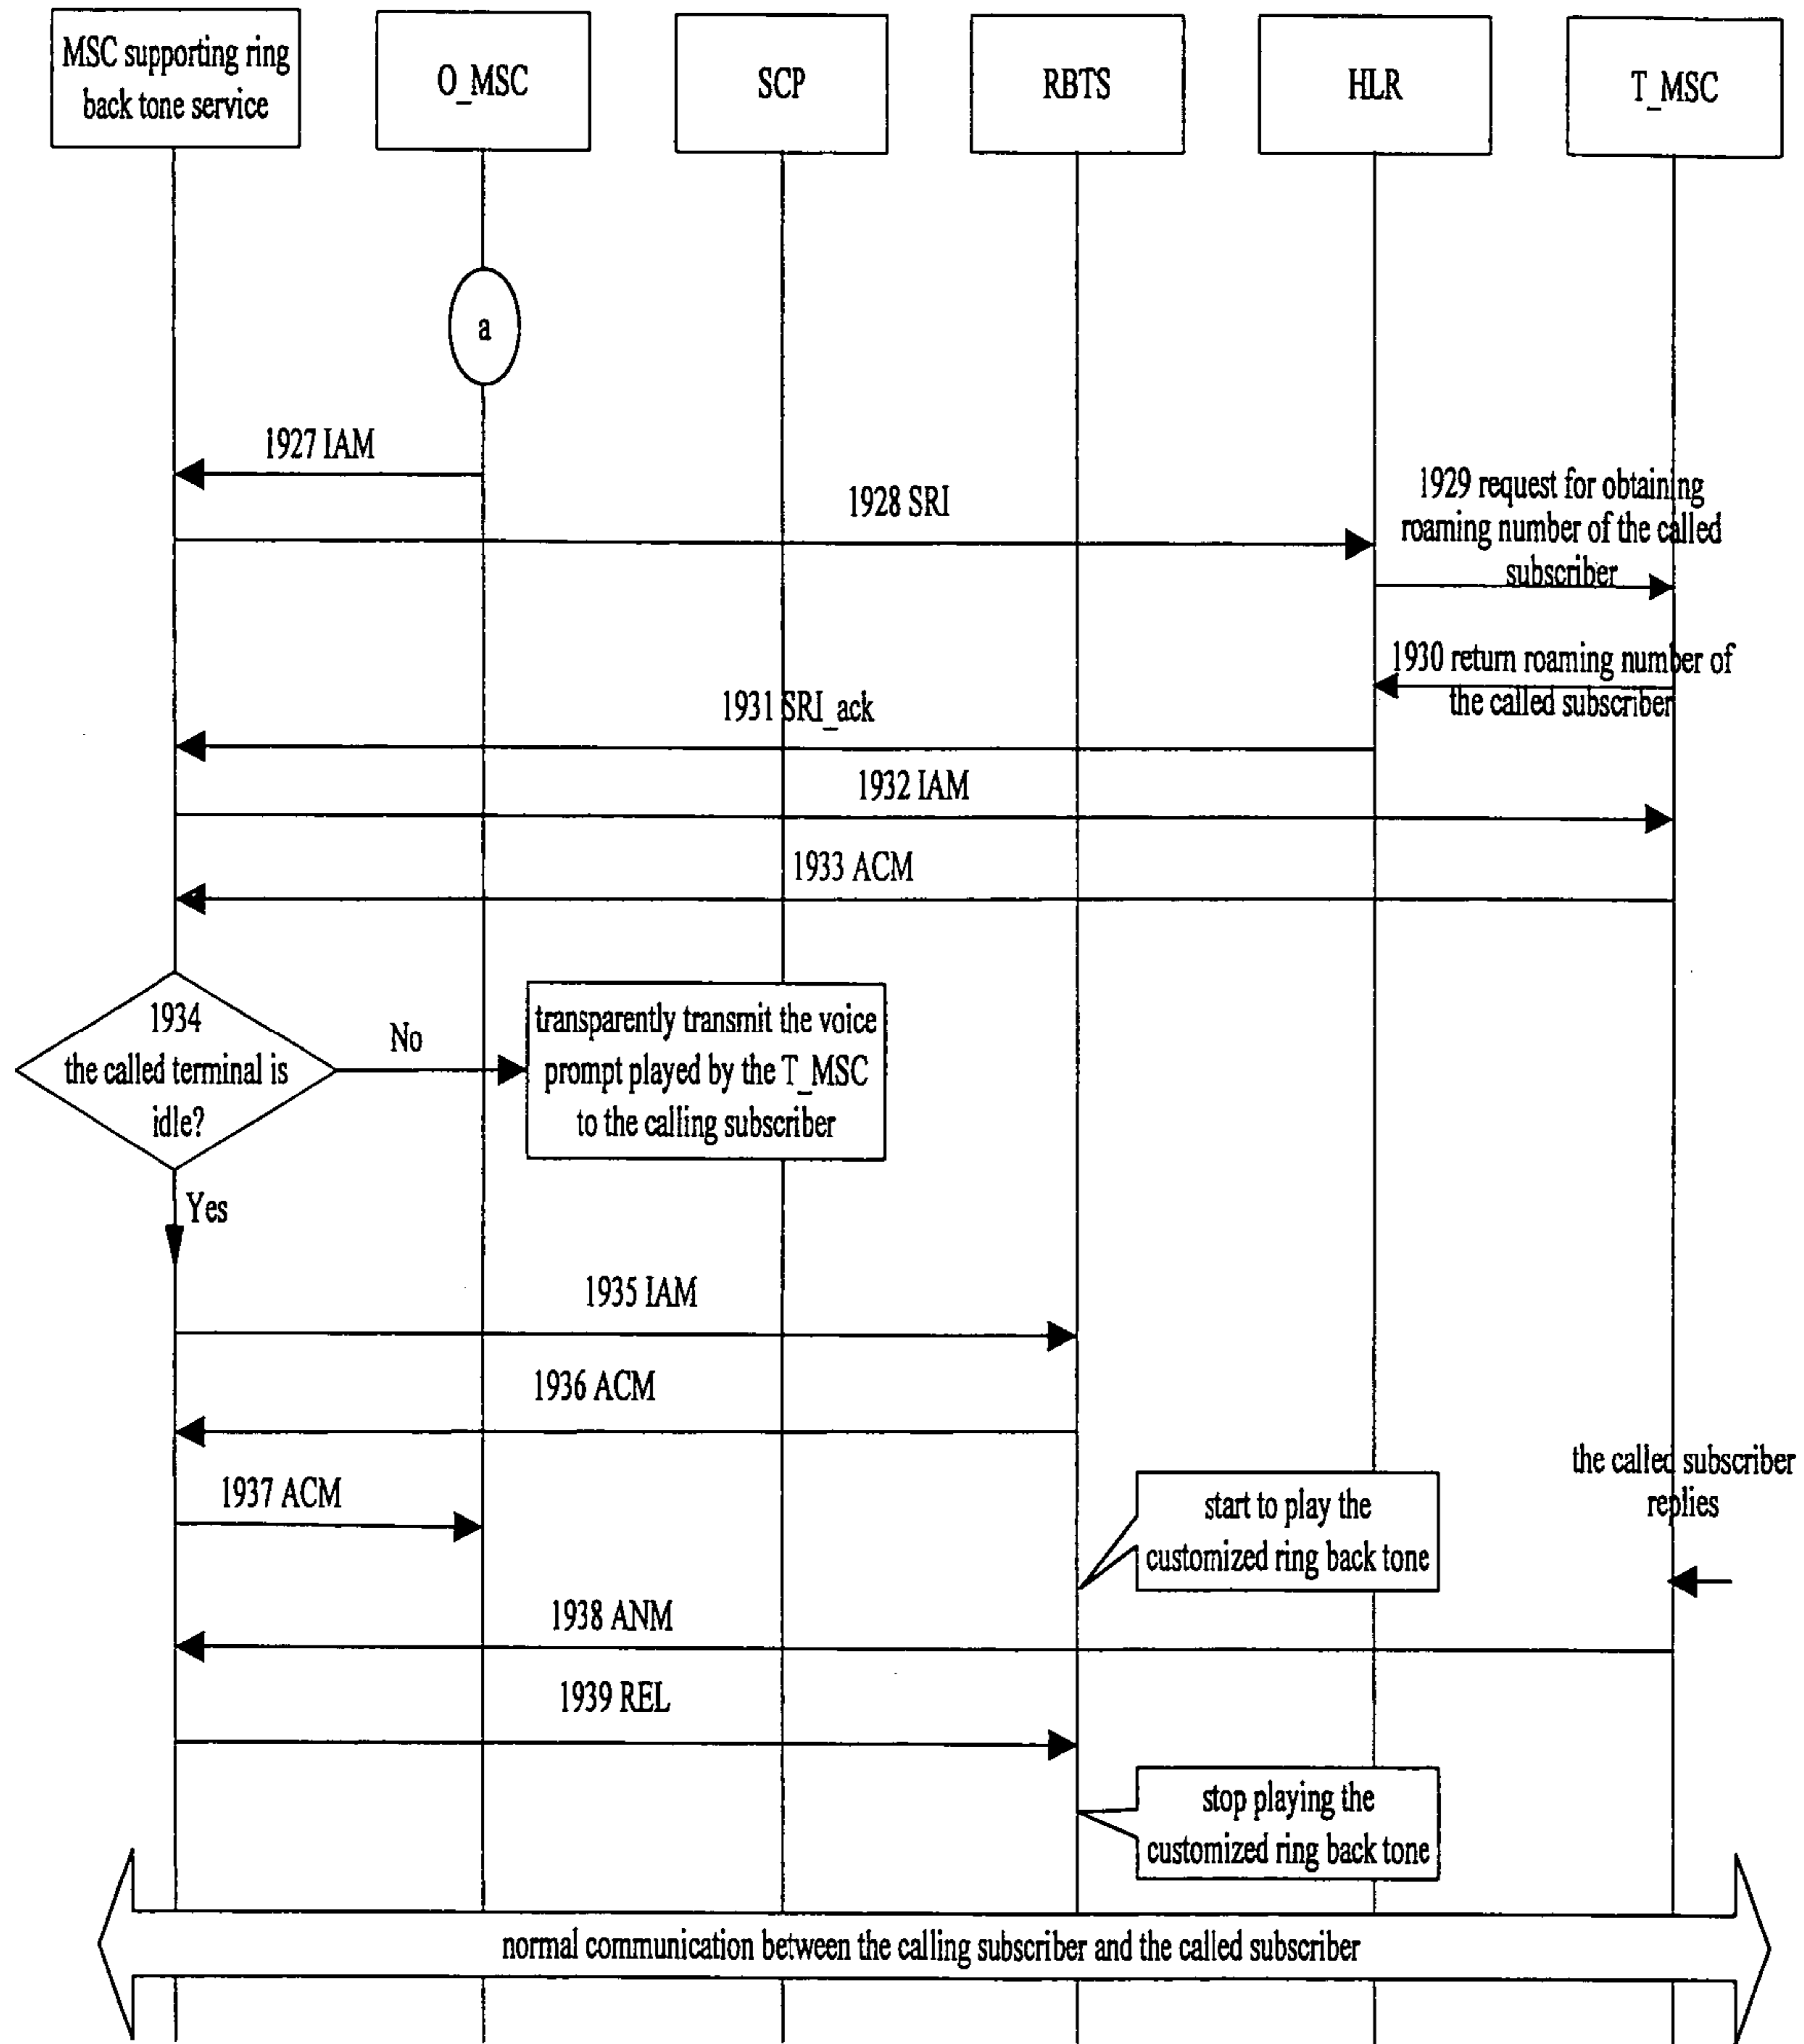 MSC supporting ring
back tone service
O_MSC
SCP
RBTS
HLR
T_MSC
a
1927 IAM
1928 SRI
1929 request for obtaining
roaming number of the called
subscriber
1930 return roaming number of
the called subscriber
1931 SRI_ack
1932 IAM
1933 ACM
1934
the called terminal is
idle?
No
transparently transmit the voice
prompt played by the T_MSC
to the calling subscriber
Yes
1935 IAM
1936 ACM
1937 ACM
start to play the
customized ring back tone
the called subscriber
replies
1938 ANM
1939 REL
stop playing the
customized ring back tone
normal communication between the calling subscriber and the called subscriber